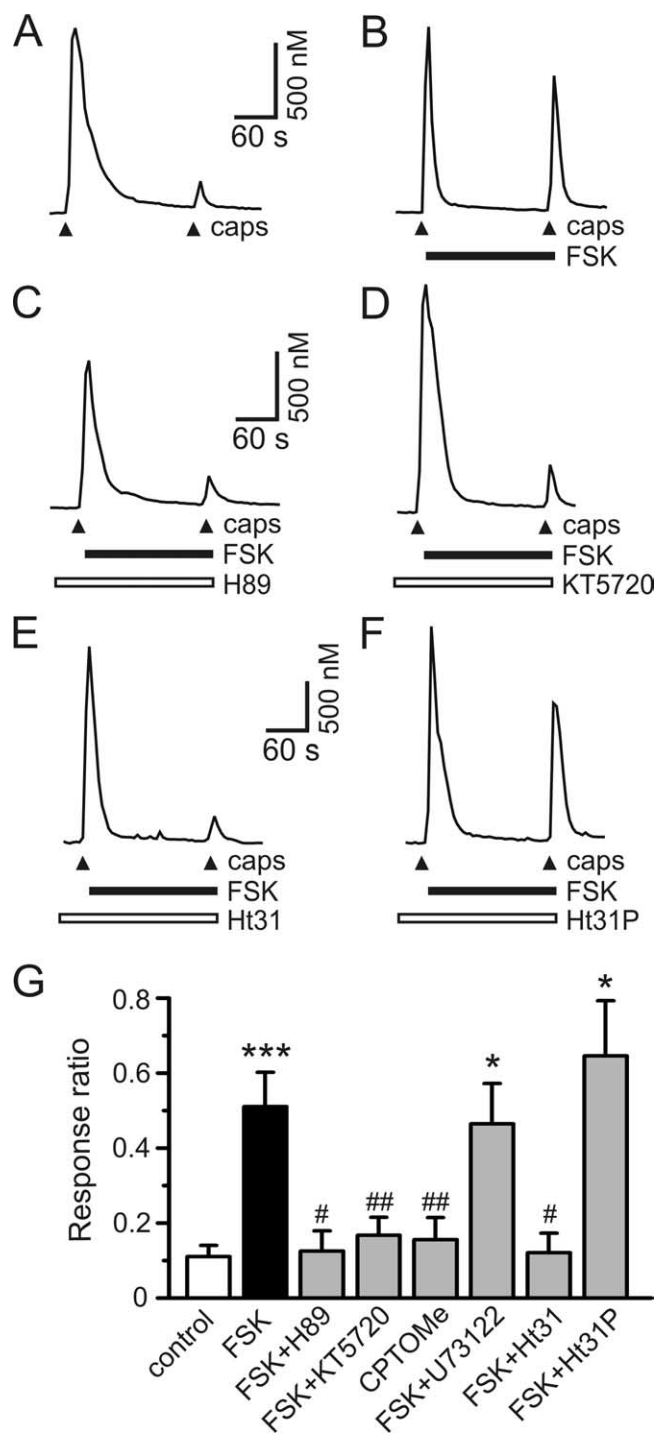 A
B
500 nM
60 s
caps
caps
FSK
C
D
500 nM
60 s
caps
FSK
H89
caps
FSK
KT5720
E
F
500 nM
60 s
caps
FSK
Ht31
caps
FSK
Ht31P
G
Response ratio
0.8
0.6
0.4
0.2
0
***
#
##
##
*
#
*
control
FSK
FSK+H89
FSK+KT5720
CPTOMe
FSK+U73122
FSK+Ht31
FSK+Ht31P